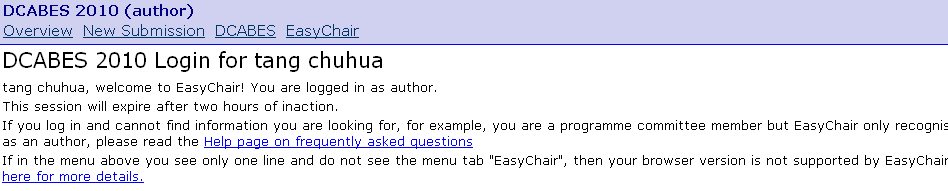 DCABES 2010 (author)
Overview New Submission DCABES EasyChair
DCABES 2010 Login for tang chuhua
tang chuhua, welcome to EasyChair! You are logged in as author.
This session will expire after two hours of inaction.
If you log in and cannot find information you are looking for, for example, you are a programme committee member but EasyChair only recognis
as an author, please read the Help page on frequently asked questions
If in the menu above you see only one line and do not see the menu tab "EasyChair", then your browser version is not supported by EasyChair
here for more details.